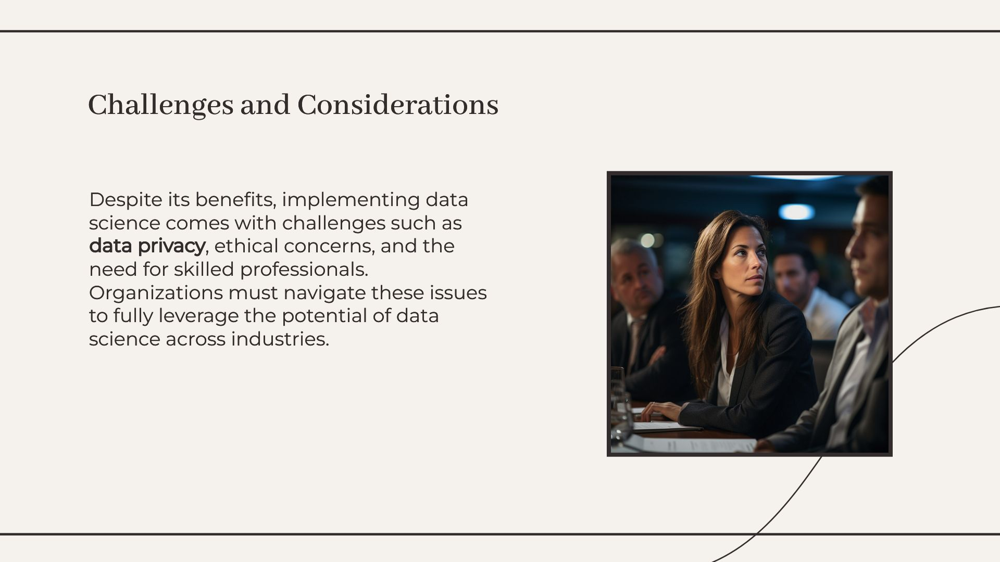 Challenges and Considerations
Despite its benefits, implementing data
science comes with challenges such as
data privacy, ethical concerns, and the
need for skilled professionals.
Organizations must navigate these issues
to fully leverage the potential of data
science across industries.